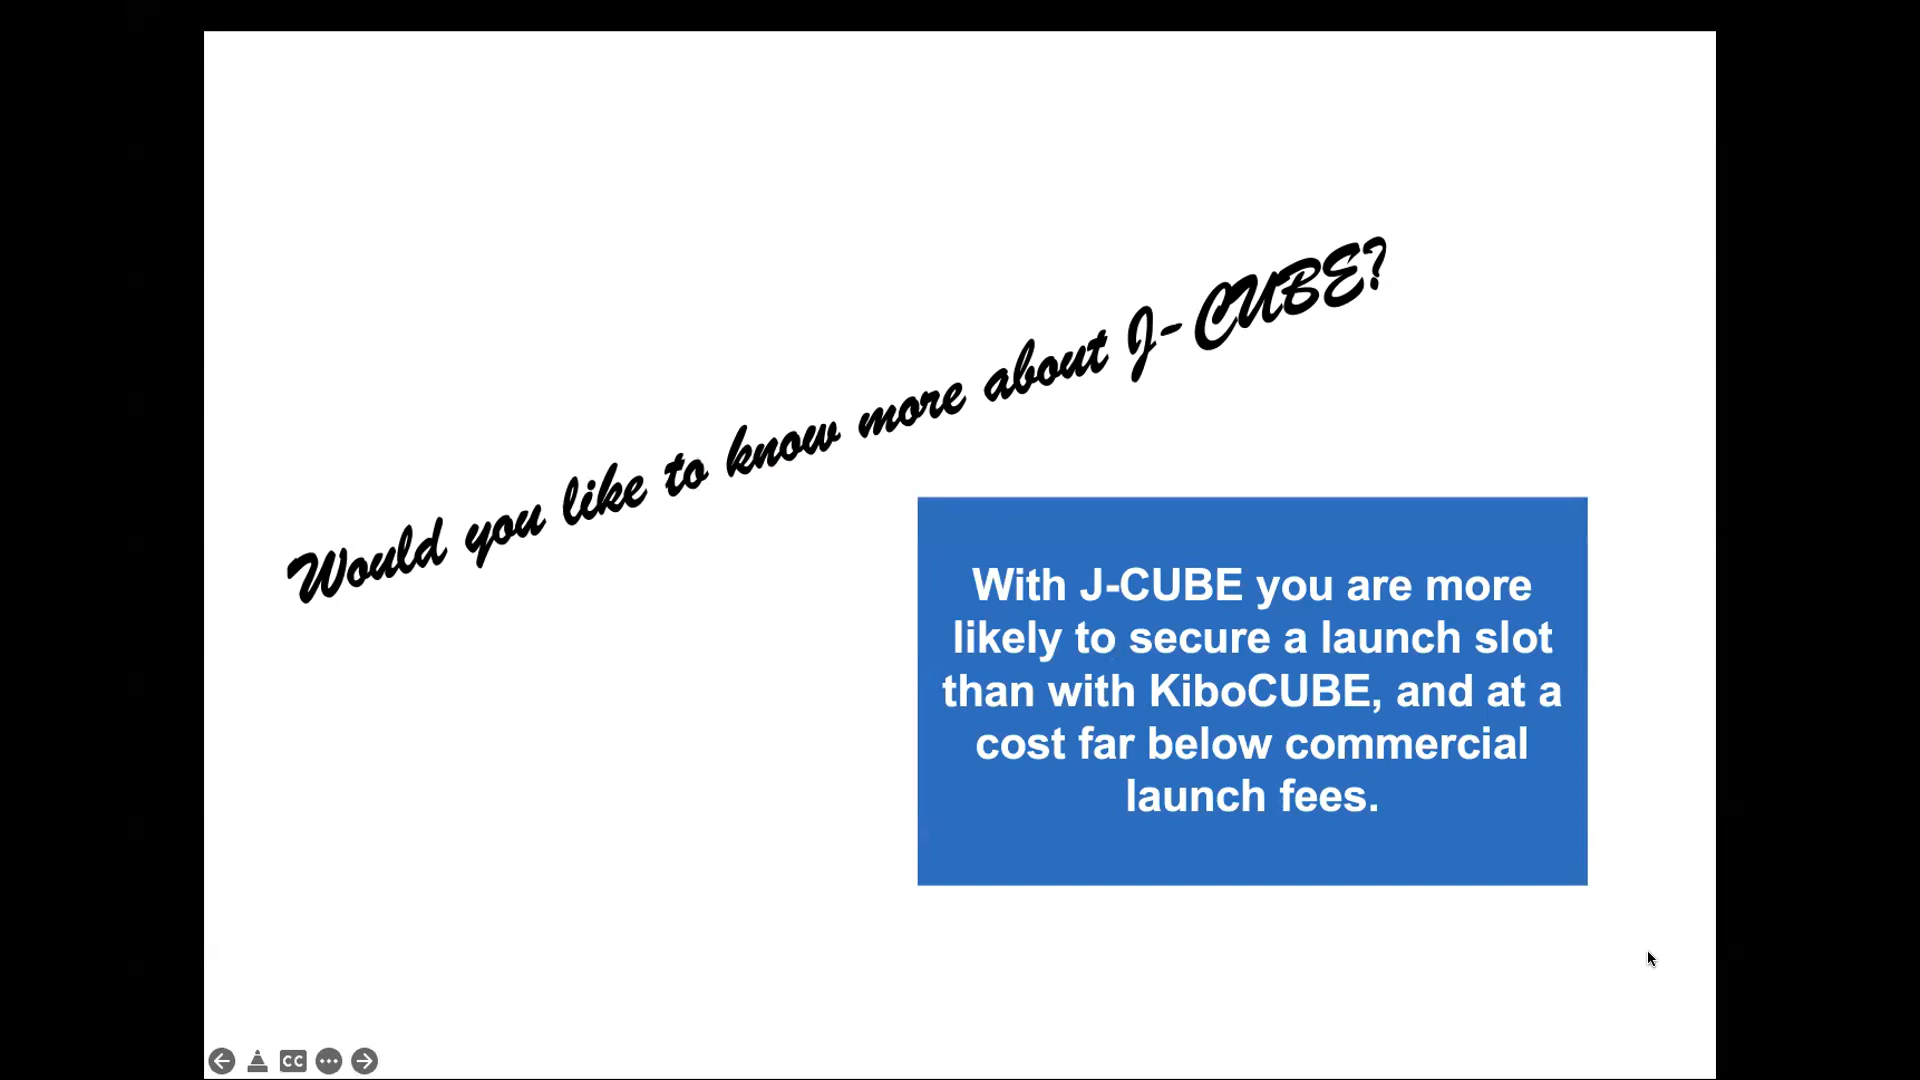 Would you like to know more about J-CUBE?
With J-CUBE you are more
likely to secure a launch slot
than with KiboCUBE, and at a
cost far below commercial
launch fees.
CC